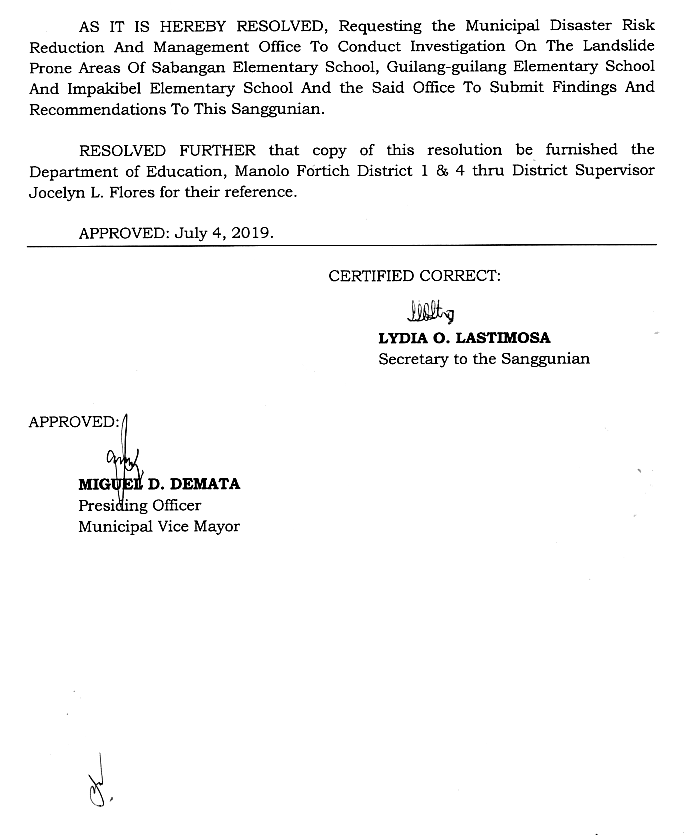 AS IT IS HEREBY RESOLVED, Requesting the Municipal Disaster Risk
Reduction And Management Office To Conduct Investigation On The Landslide
Prone Areas Of Sabangan Elementary School, Guilang-guilang Elementary School
And Impakibel Elementary School And the Said Office To Submit Findings And
Recommendations To This Sanggunian.
RESOLVED FURTHER that copy of this resolution be furnished the
Department of Education, Manolo Fortich District 1 & 4 thru District Supervisor
Jocelyn L. Flores for their reference.
APPROVED: July 4, 2019.
CERTIFIED CORRECT:
LYDIA O. LASTIMOSA
Secretary to the Sanggunian
APPROVED:
MIGUEL D. DEMATA
Presiding Officer
Municipal Vice Mayor